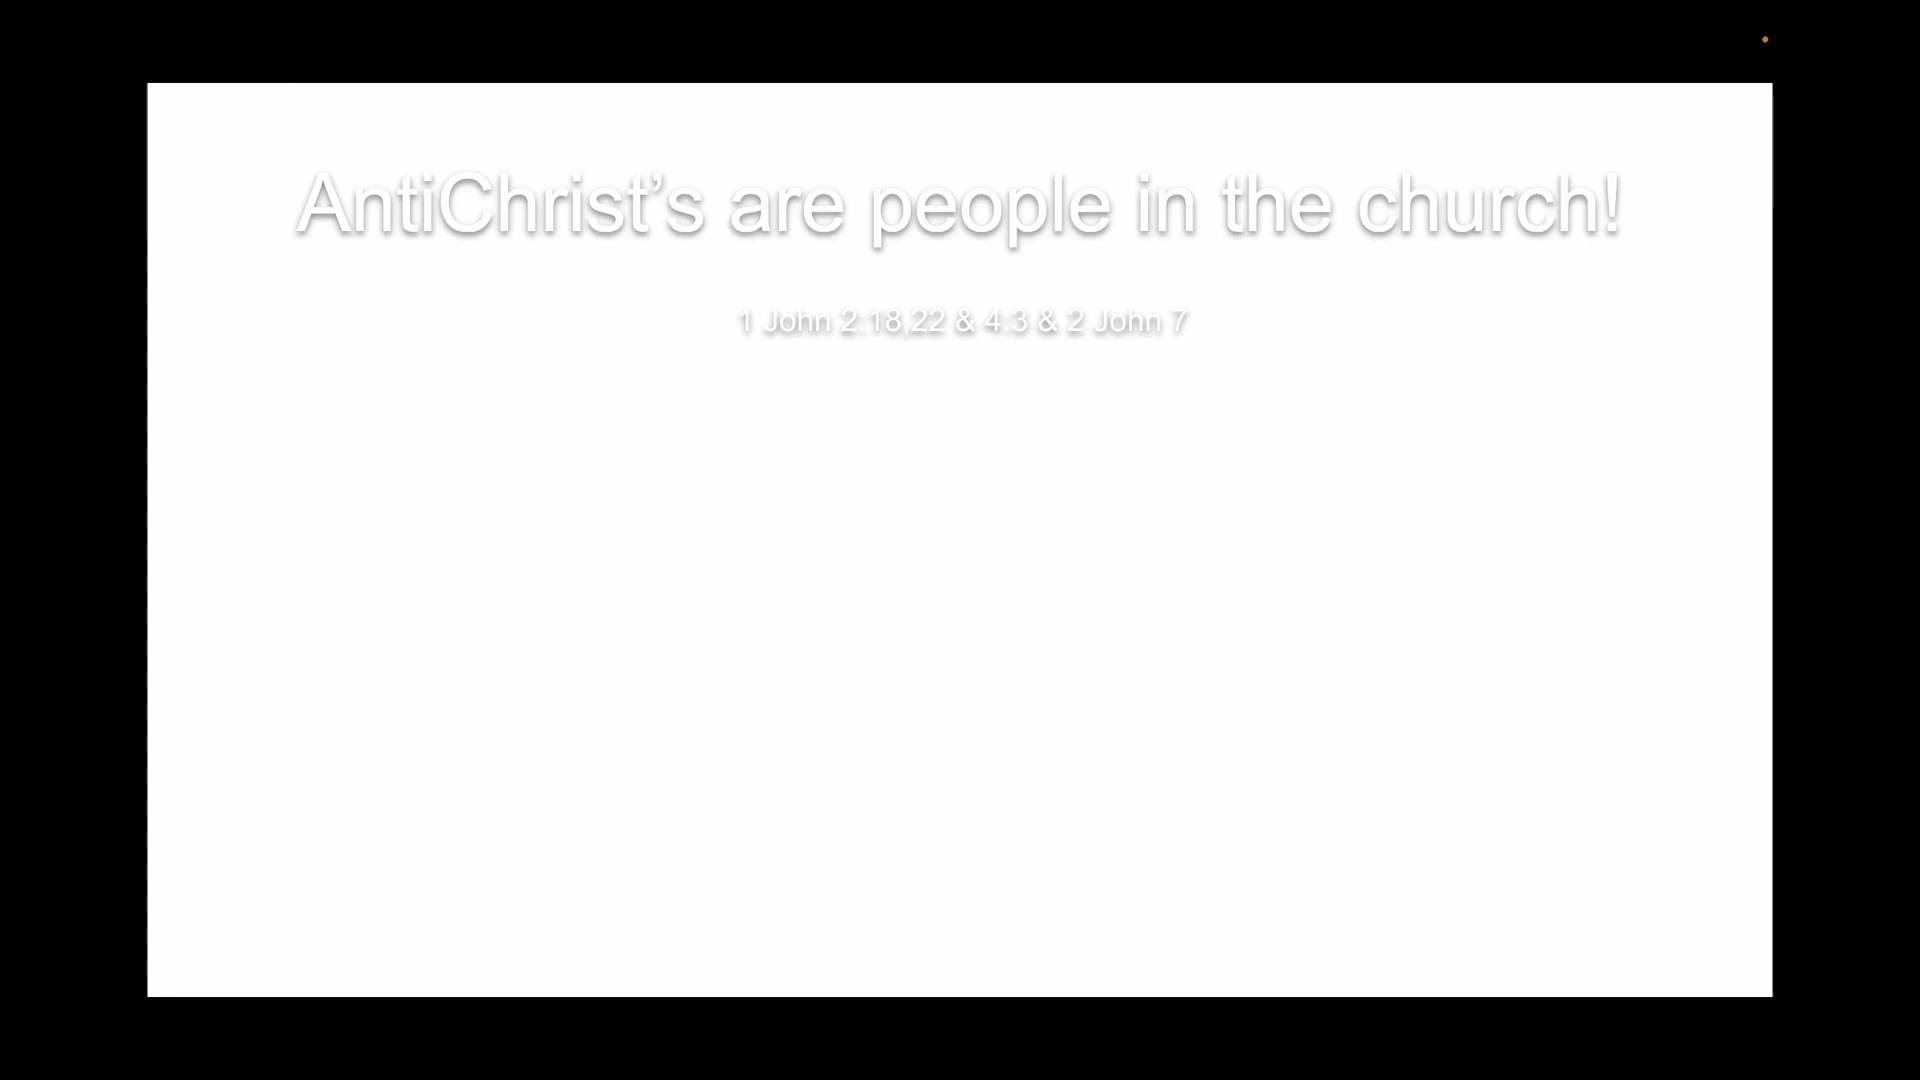 AntiChrist’s are people in the church!
1 John 2:18,22 & 4:3 & 2 John 7